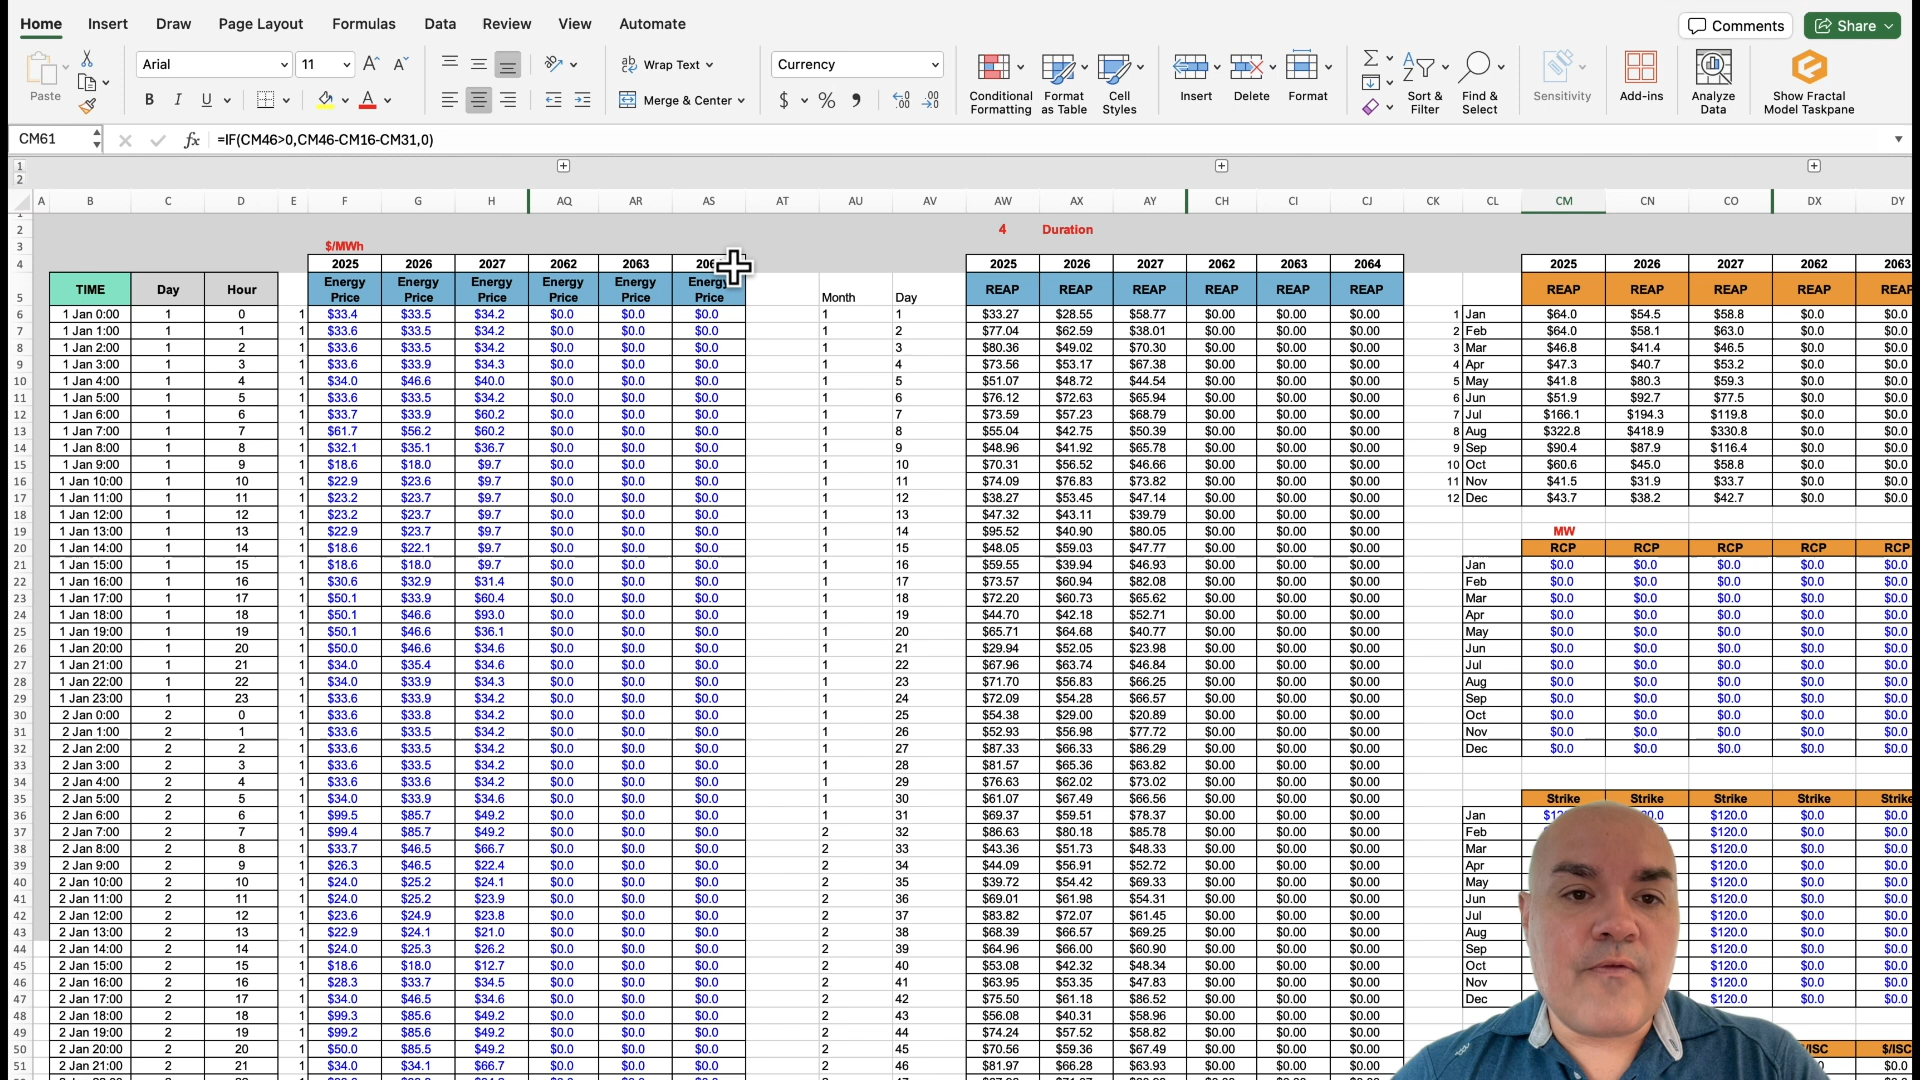 Home Insert Draw Page Layout Formulas Data Review View Automate Comments Share
Arial 11 Wrap Text Currency
Paste Merge & Center Conditional Formatting Format as Table Cell Styles Insert Delete Format Sort & Filter Find & Select Sensitivity Add-ins Analyze Data Show Fractal Model Taskpane
CM61 fx =IF(CM46>0,CM46-CM16-CM31,0)
1
2
A B C D E F G H AQ AR AS AT AU AV AW AX AY CH CI CJ CK CL CM CN CO DX DY
2 4 Duration
3 $/MWh
4 2025 2026 2027 2062 2063 2025 2026 2027 2062 2063 2064 2025 2026 2027 2062 2063
5 TIME Day Hour Energy Price Energy Price Energy Price Energy Price Energy Price Energy Price Month Day REAP REAP REAP REAP REAP REAP REAP REAP REAP REAP REAP
6 1 Jan 0:00 1 0 1 $33.4 $33.5 $34.2 $0.0 $0.0 $0.0 1 1 $33.27 $28.55 $58.77 $0.00 $0.00 $0.00 1 Jan $64.0 $54.5 $58.8 $0.0 $0.0
7 1 Jan 1:00 1 1 1 $33.6 $33.5 $34.2 $0.0 $0.0 $0.0 1 2 $77.04 $62.59 $38.01 $0.00 $0.00 $0.00 2 Feb $64.0 $58.1 $63.0 $0.0 $0.0
8 1 Jan 2:00 1 2 1 $33.6 $33.5 $34.2 $0.0 $0.0 $0.0 1 3 $80.36 $49.02 $70.30 $0.00 $0.00 $0.00 3 Mar $46.8 $41.4 $46.5 $0.0 $0.0
9 1 Jan 3:00 1 3 1 $33.6 $33.9 $34.3 $0.0 $0.0 $0.0 1 4 $73.56 $53.17 $67.38 $0.00 $0.00 $0.00 4 Apr $47.3 $40.7 $53.2 $0.0 $0.0
10 1 Jan 4:00 1 4 1 $34.0 $46.6 $40.0 $0.0 $0.0 $0.0 1 5 $51.07 $48.72 $44.54 $0.00 $0.00 $0.00 5 May $41.8 $80.3 $59.3 $0.0 $0.0
11 1 Jan 5:00 1 5 1 $33.6 $33.5 $34.2 $0.0 $0.0 $0.0 1 6 $76.12 $72.63 $65.94 $0.00 $0.00 $0.00 6 Jun $51.9 $92.7 $77.5 $0.0 $0.0
12 1 Jan 6:00 1 6 1 $33.7 $33.9 $60.2 $0.0 $0.0 $0.0 1 7 $73.59 $57.23 $68.79 $0.00 $0.00 $0.00 7 Jul $166.1 $194.3 $119.8 $0.0 $0.0
13 1 Jan 7:00 1 7 1 $61.7 $56.2 $60.2 $0.0 $0.0 $0.0 1 8 $55.04 $42.75 $50.39 $0.00 $0.00 $0.00 8 Aug $322.8 $418.9 $330.8 $0.0 $0.0
14 1 Jan 8:00 1 8 1 $32.1 $35.1 $36.7 $0.0 $0.0 $0.0 1 9 $48.96 $41.92 $65.78 $0.00 $0.00 $0.00 9 Sep $90.4 $87.9 $116.4 $0.0 $0.0
15 1 Jan 9:00 1 9 1 $18.6 $18.0 $9.7 $0.0 $0.0 $0.0 1 10 $70.31 $56.52 $46.66 $0.00 $0.00 $0.00 10 Oct $60.6 $45.0 $58.8 $0.0 $0.0
16 1 Jan 10:00 1 10 1 $22.9 $23.6 $9.7 $0.0 $0.0 $0.0 1 11 $74.09 $76.83 $73.82 $0.00 $0.00 $0.00 11 Nov $41.5 $31.9 $33.7 $0.0 $0.0
17 1 Jan 11:00 1 11 1 $23.2 $23.7 $9.7 $0.0 $0.0 $0.0 1 12 $38.27 $53.45 $47.14 $0.00 $0.00 $0.00 12 Dec $43.7 $38.2 $42.7 $0.0 $0.0
18 1 Jan 12:00 1 12 1 $23.2 $23.7 $9.7 $0.0 $0.0 $0.0 1 13 $47.32 $43.11 $39.79 $0.00 $0.00 $0.00
19 1 Jan 13:00 1 13 1 $22.9 $23.7 $9.7 $0.0 $0.0 $0.0 1 14 $95.52 $40.90 $80.05 $0.00 $0.00 $0.00 MW
20 1 Jan 14:00 1 14 1 $18.6 $22.1 $9.7 $0.0 $0.0 $0.0 1 15 $48.05 $59.03 $47.77 $0.00 $0.00 $0.00 RCP RCP RCP RCP RCP
21 1 Jan 15:00 1 15 1 $18.6 $18.0 $9.7 $0.0 $0.0 $0.0 1 16 $59.55 $39.94 $46.93 $0.00 $0.00 $0.00 Jan $0.0 $0.0 $0.0 $0.0 $0.0
22 1 Jan 16:00 1 16 1 $30.6 $32.9 $31.4 $0.0 $0.0 $0.0 1 17 $73.57 $60.94 $82.08 $0.00 $0.00 $0.00 Feb $0.0 $0.0 $0.0 $0.0 $0.0
23 1 Jan 17:00 1 17 1 $50.1 $33.9 $60.4 $0.0 $0.0 $0.0 1 18 $72.20 $60.73 $65.62 $0.00 $0.00 $0.00 Mar $0.0 $0.0 $0.0 $0.0 $0.0
24 1 Jan 18:00 1 18 1 $50.1 $46.6 $93.0 $0.0 $0.0 $0.0 1 19 $44.70 $42.18 $52.71 $0.00 $0.00 $0.00 Apr $0.0 $0.0 $0.0 $0.0 $0.0
25 1 Jan 19:00 1 19 1 $50.1 $46.6 $36.1 $0.0 $0.0 $0.0 1 20 $65.71 $64.68 $40.77 $0.00 $0.00 $0.00 May $0.0 $0.0 $0.0 $0.0 $0.0
26 1 Jan 20:00 1 20 1 $50.0 $46.6 $34.6 $0.0 $0.0 $0.0 1 21 $29.94 $52.05 $23.98 $0.00 $0.00 $0.00 Jun $0.0 $0.0 $0.0 $0.0 $0.0
27 1 Jan 21:00 1 21 1 $34.0 $35.4 $34.6 $0.0 $0.0 $0.0 1 22 $67.96 $63.74 $46.84 $0.00 $0.00 $0.00 Jul $0.0 $0.0 $0.0 $0.0 $0.0
28 1 Jan 22:00 1 22 1 $34.0 $33.9 $34.3 $0.0 $0.0 $0.0 1 23 $71.70 $56.83 $66.25 $0.00 $0.00 $0.00 Aug $0.0 $0.0 $0.0 $0.0 $0.0
29 1 Jan 23:00 1 23 1 $33.6 $33.9 $34.2 $0.0 $0.0 $0.0 1 24 $72.09 $54.28 $66.57 $0.00 $0.00 $0.00 Sep $0.0 $0.0 $0.0 $0.0 $0.0
30 2 Jan 0:00 2 0 1 $33.6 $33.8 $34.2 $0.0 $0.0 $0.0 1 25 $54.38 $29.00 $20.89 $0.00 $0.00 $0.00 Oct $0.0 $0.0 $0.0 $0.0 $0.0
31 2 Jan 1:00 2 1 1 $33.6 $33.5 $34.2 $0.0 $0.0 $0.0 1 26 $52.93 $56.98 $77.72 $0.00 $0.00 $0.00 Nov $0.0 $0.0 $0.0 $0.0 $0.0
32 2 Jan 2:00 2 2 1 $33.6 $33.5 $34.2 $0.0 $0.0 $0.0 1 27 $87.33 $66.33 $86.29 $0.00 $0.00 $0.00 Dec $0.0 $0.0 $0.0 $0.0 $0.0
33 2 Jan 3:00 2 3 1 $33.6 $33.5 $34.2 $0.0 $0.0 $0.0 1 28 $81.57 $65.36 $63.82 $0.00 $0.00 $0.00
34 2 Jan 4:00 2 4 1 $33.6 $33.6 $34.2 $0.0 $0.0 $0.0 1 29 $76.63 $62.02 $73.02 $0.00 $0.00 $0.00
35 2 Jan 5:00 2 5 1 $34.0 $33.9 $34.6 $0.0 $0.0 $0.0 1 30 $61.07 $67.49 $66.56 $0.00 $0.00 $0.00 Strike Strike Strike Strike Strike
36 2 Jan 6:00 2 6 1 $99.5 $85.7 $49.2 $0.0 $0.0 $0.0 1 31 $69.37 $59.51 $78.37 $0.00 $0.00 $0.00 Jan $120.0 $0.0 $0.0
37 2 Jan 7:00 2 7 1 $99.4 $85.7 $49.2 $0.0 $0.0 $0.0 2 32 $86.63 $80.18 $85.78 $0.00 $0.00 $0.00 Feb $120.0 $0.0 $0.0
38 2 Jan 8:00 2 8 1 $33.7 $46.5 $66.7 $0.0 $0.0 $0.0 2 33 $43.36 $51.73 $48.33 $0.00 $0.00 $0.00 Mar $120.0 $0.0 $0.0
39 2 Jan 9:00 2 9 1 $26.3 $46.5 $22.4 $0.0 $0.0 $0.0 2 34 $44.09 $56.91 $52.72 $0.00 $0.00 $0.00 Apr $120.0 $0.0 $0.0
40 2 Jan 10:00 2 10 1 $24.0 $25.2 $24.1 $0.0 $0.0 $0.0 2 35 $39.72 $54.42 $69.33 $0.00 $0.00 $0.00 May $120.0 $0.0 $0.0
41 2 Jan 11:00 2 11 1 $24.0 $25.2 $23.9 $0.0 $0.0 $0.0 2 36 $69.01 $61.98 $54.31 $0.00 $0.00 $0.00 Jun $120.0 $0.0 $0.0
42 2 Jan 12:00 2 12 1 $23.6 $24.9 $23.8 $0.0 $0.0 $0.0 2 37 $83.82 $72.07 $61.45 $0.00 $0.00 $0.00 Jul $120.0 $0.0 $0.0
43 2 Jan 13:00 2 13 1 $22.9 $24.1 $21.0 $0.0 $0.0 $0.0 2 38 $68.39 $66.57 $69.25 $0.00 $0.00 $0.00 Aug $120.0 $0.0 $0.0
44 2 Jan 14:00 2 14 1 $24.0 $25.3 $26.2 $0.0 $0.0 $0.0 2 39 $64.96 $66.00 $60.90 $0.00 $0.00 $0.00 Sep $120.0 $0.0 $0.0
45 2 Jan 15:00 2 15 1 $18.6 $18.0 $12.7 $0.0 $0.0 $0.0 2 40 $53.08 $42.32 $48.34 $0.00 $0.00 $0.00 Oct $120.0 $0.0 $0.0
46 2 Jan 16:00 2 16 1 $28.3 $33.7 $34.5 $0.0 $0.0 $0.0 2 41 $63.95 $53.35 $47.83 $0.00 $0.00 $0.00 Nov $120.0 $0.0 $0.0
47 2 Jan 17:00 2 17 1 $34.0 $46.5 $34.6 $0.0 $0.0 $0.0 2 42 $75.50 $61.18 $86.52 $0.00 $0.00 $0.00 Dec $120.0 $0.0 $0.0
48 2 Jan 18:00 2 18 1 $99.3 $85.6 $49.2 $0.0 $0.0 $0.0 2 43 $56.08 $40.31 $58.96 $0.00 $0.00 $0.00
49 2 Jan 19:00 2 19 1 $99.2 $85.6 $49.2 $0.0 $0.0 $0.0 2 44 $74.24 $57.52 $58.82 $0.00 $0.00 $0.00
50 2 Jan 20:00 2 20 1 $50.0 $85.5 $49.2 $0.0 $0.0 $0.0 2 45 $70.56 $59.36 $67.49 $0.00 $0.00 $0.00 /ISC $/ISC
51 2 Jan 21:00 2 21 1 $34.0 $34.1 $66.7 $0.0 $0.0 $0.0 2 46 $81.97 $66.28 $63.93 $0.00 $0.00 $0.00 $0.0